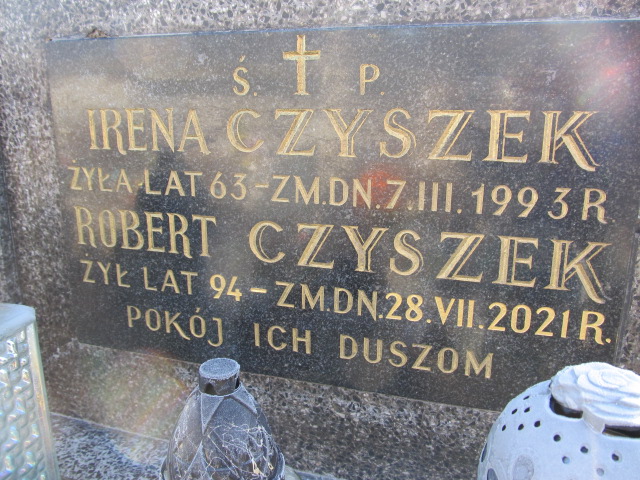 Ś. P.
IRENA CZYSZEK
ŻYŁA LAT 63 - ZM.DN. 7.III.1993 R
ROBERT CZYSZEK
ŻYŁ LAT 94 - ZM.DN. 28.VII.2021 R.
POKÓJ ICH DUSZOM